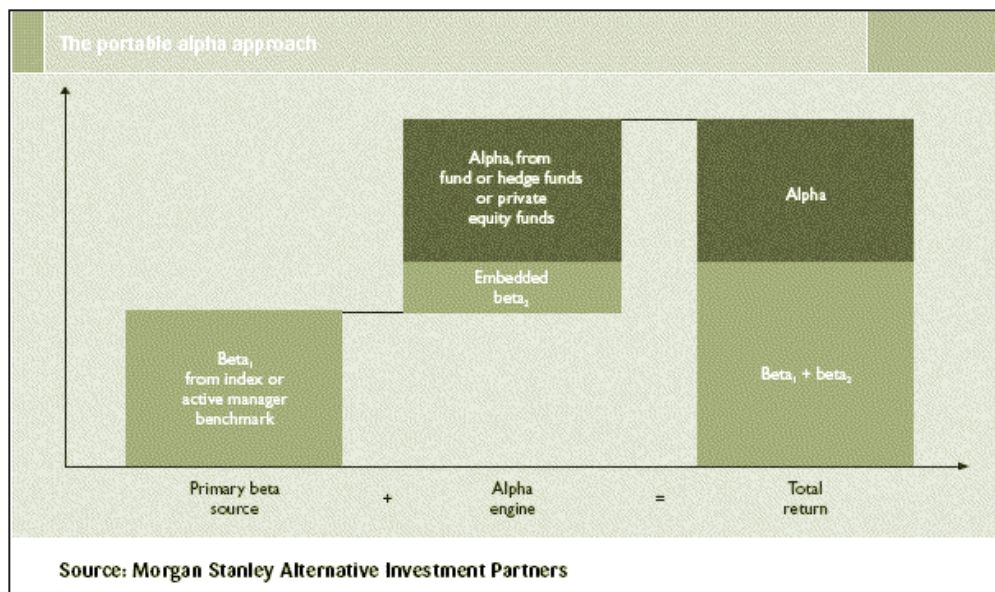 The portable alpha approach
Alpha, from
fund or hedge funds
or private
equity funds
Alpha
Embedded
beta₂
Beta₁
from index or
active manager
benchmark
Beta₁ + beta₂
Primary beta
source
+
Alpha
engine
=
Total
return
Source: Morgan Stanley Alternative Investment Partners